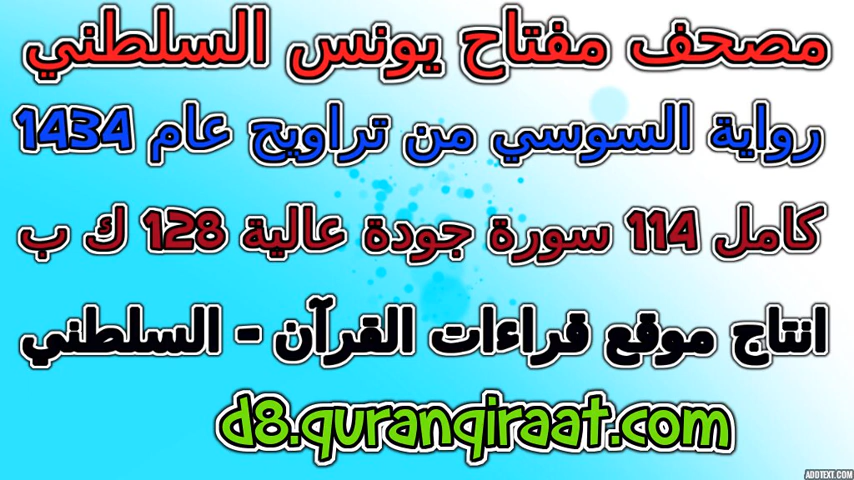 مصحف مفتاح يونس السلطني
رواية السوسي من تراويح عام 1434
كامل 114 سورة جودة عالية 128 ك ب
انتاج موقع قراءات القرآن - السلطني
d8.quranqiraat.com
ADDTEXT.COM